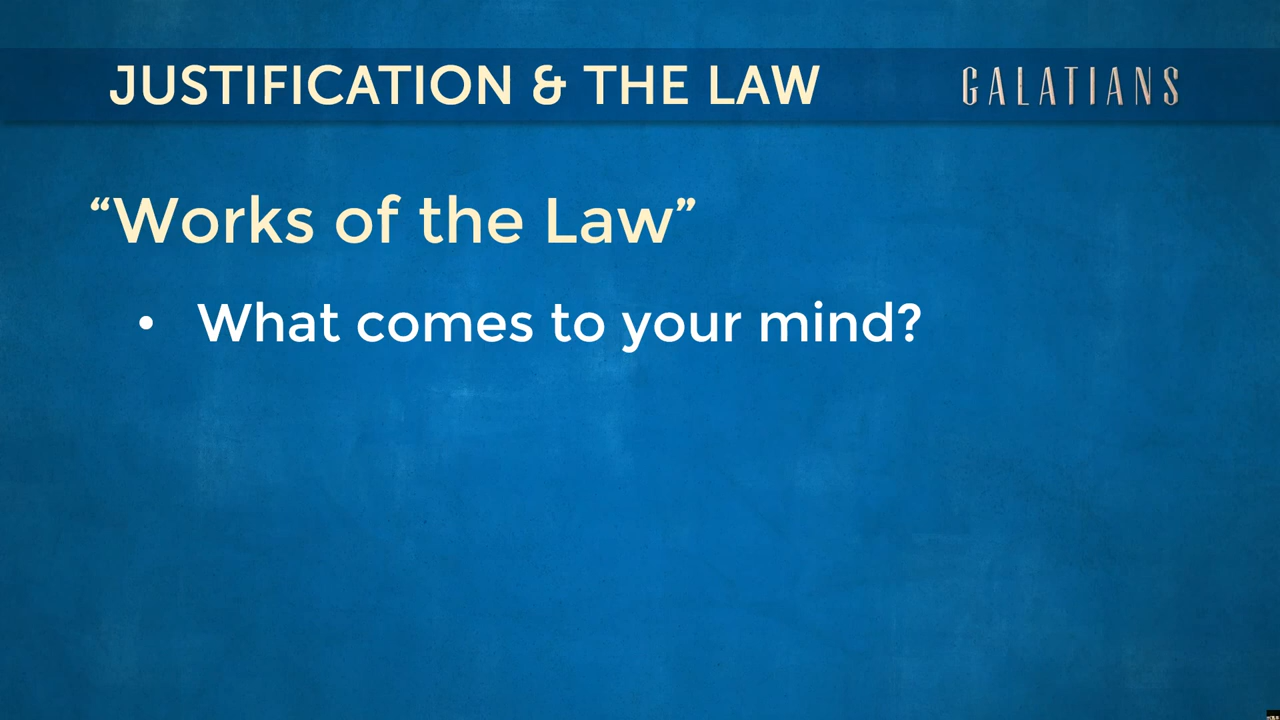 JUSTIFICATION & THE LAW
GALATIANS
“Works of the Law”
• What comes to your mind?